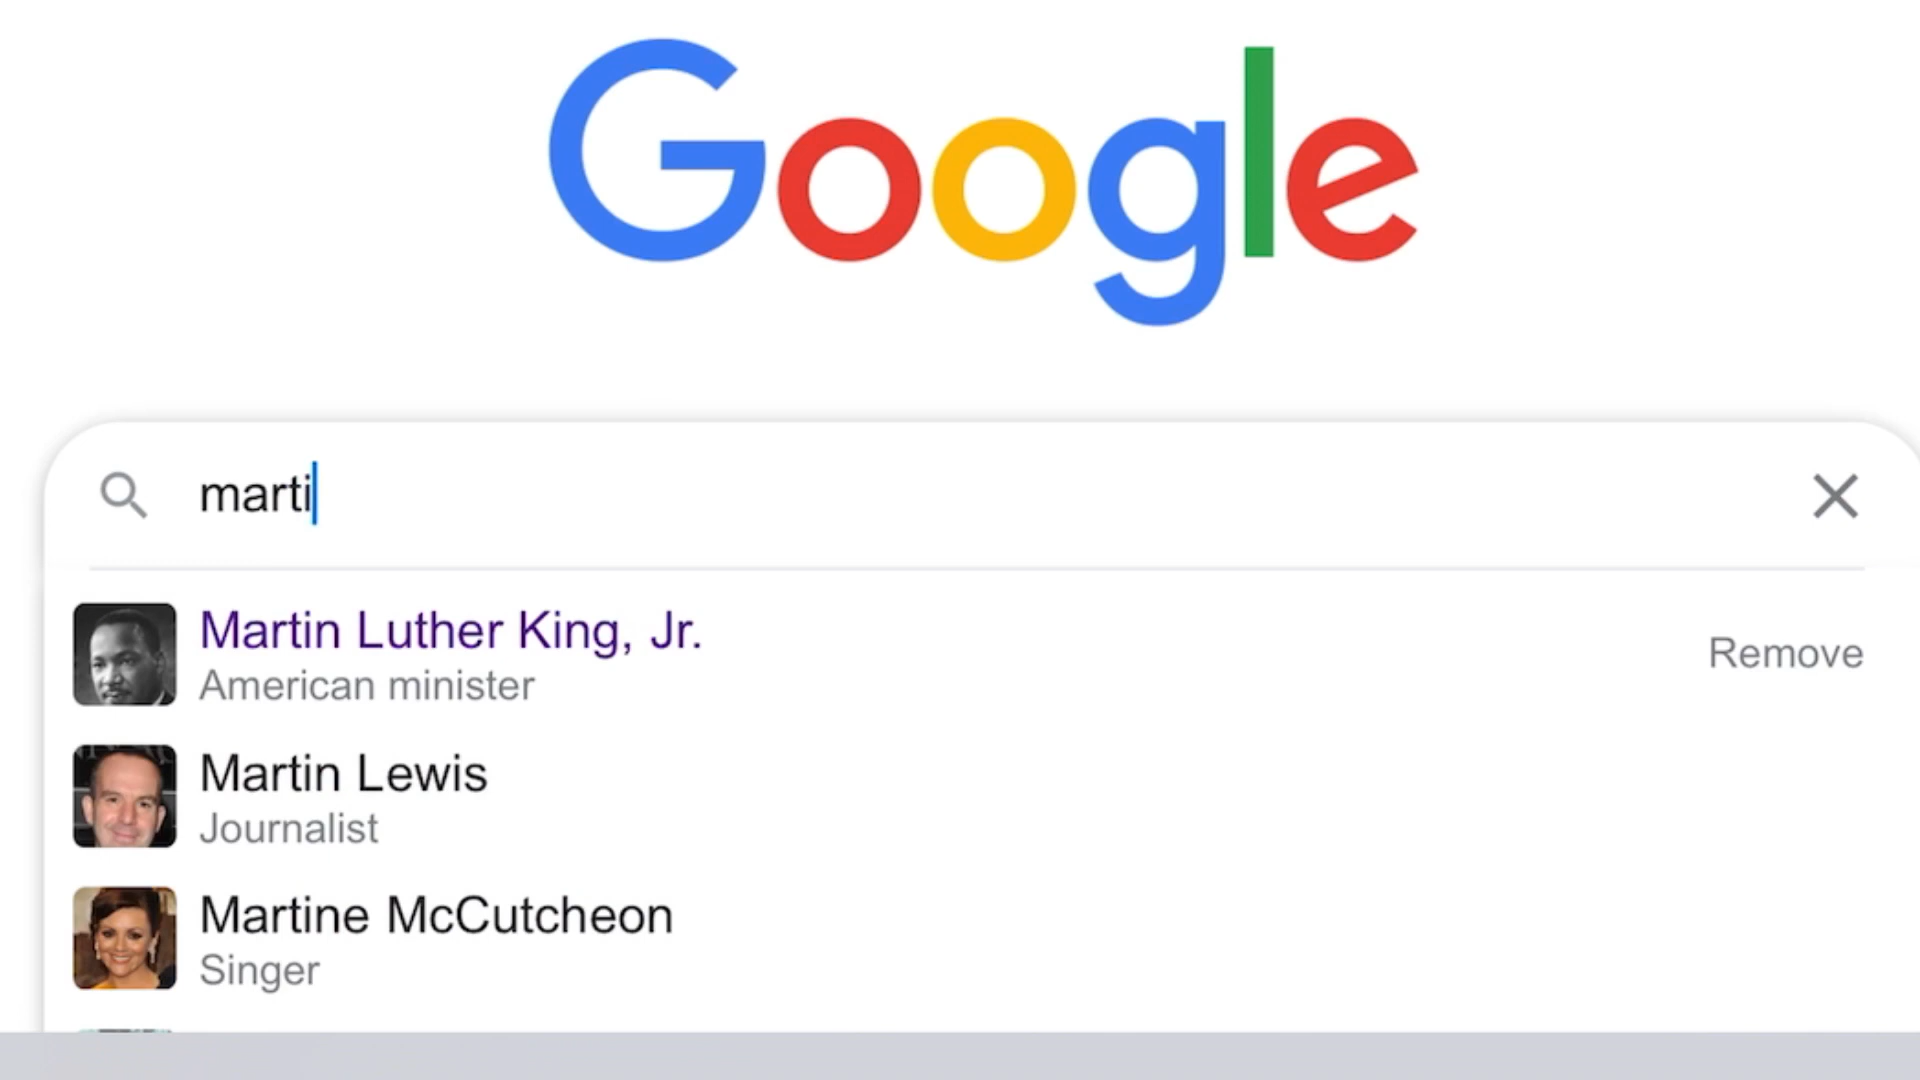 Google
marti
Martin Luther King, Jr.
American minister
Remove
Martin Lewis
Journalist
Martine McCutcheon
Singer